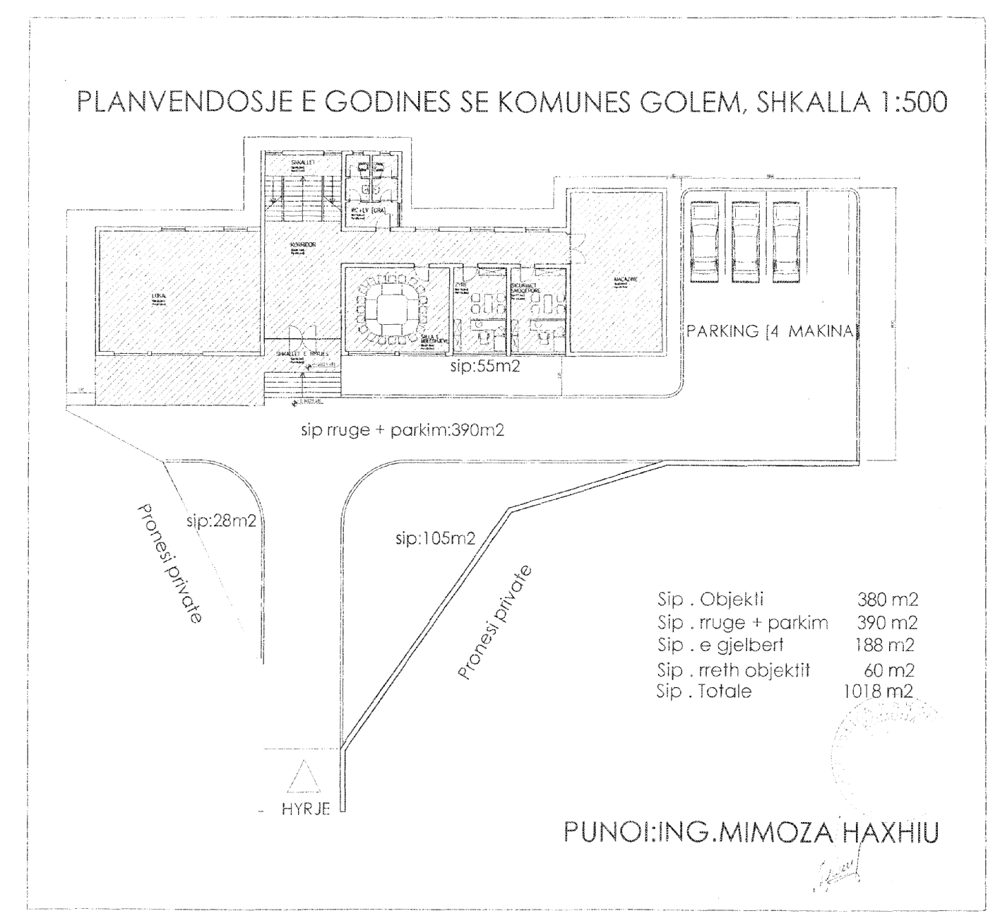 PLANVENDOSJE E GODINES SE KOMUNES GOLEM, SHKALLA 1:500
SHKALLET
WC+LV [GRA]
KORRIDOR
LOKAL
ZYRE
SIGURIMET
SHOQERORE
MAGAZINE
SHKALLET E HYRJES
PARKING [4 MAKINA]
sip:55m2
sip rruge + parkim:390m2
sip:28m2
Pronesi private
sip:105m2
Pronesi private
Sip . Objekti 380 m2
Sip . rruge + parkim 390 m2
Sip . e gjelbert 188 m2
Sip . rreth objektit 60 m2
Sip . Totale 1018 m2
HYRJE
PUNOI:ING.MIMOZA HAXHIU